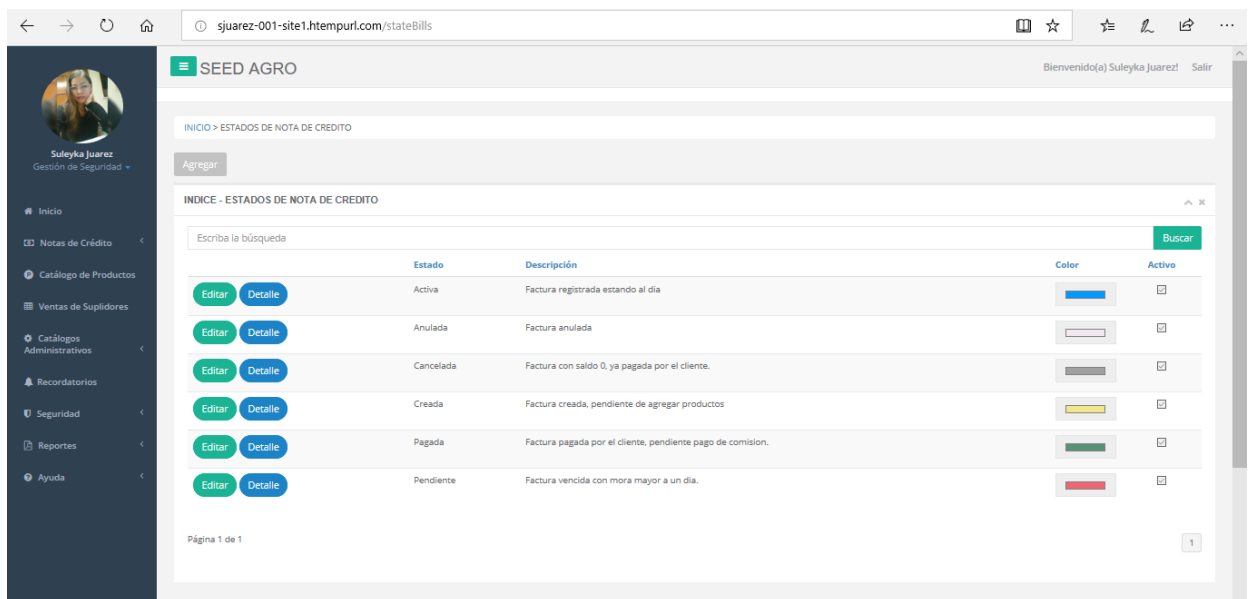 sjuarez-001-site1.htempurl.com/stateBills
SEED AGRO
Bienvenido(a) Suleyka Juarez! Salir
Suleyka Juarez
Gestión de Seguridad
Inicio
Notas de Crédito
Catálogo de Productos
Ventas de Suplidores
Catálogos
Administrativos
Recordatorios
Seguridad
Reportes
Ayuda
INICIO > ESTADOS DE NOTA DE CREDITO
Agregar
INDICE - ESTADOS DE NOTA DE CREDITO
Escriba la búsqueda Buscar
Estado Descripción Color Activo
Editar Detalle Activa Factura registrada estando al dia
Editar Detalle Anulada Factura anulada
Editar Detalle Cancelada Factura con saldo 0, ya pagada por el cliente.
Editar Detalle Creada Factura creada, pendiente de agregar productos
Editar Detalle Pagada Factura pagada por el cliente, pendiente pago de comision.
Editar Detalle Pendiente Factura vencida con mora mayor a un dia.
Página 1 de 1 1